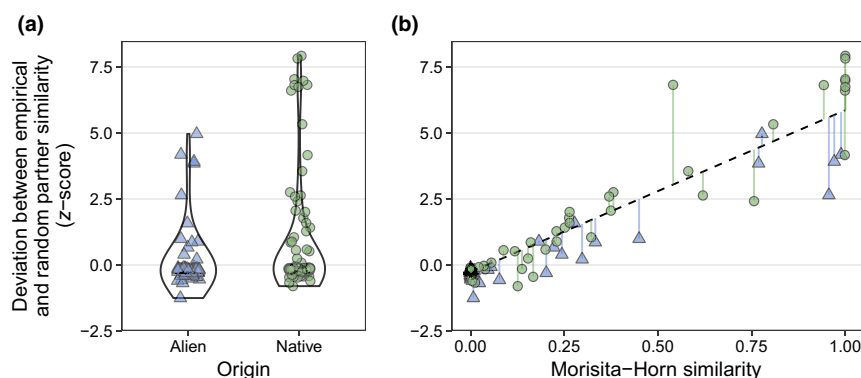 (a)
(b)
Deviation between empirical
and random partner similarity
(z−score)
7.5
5.0
2.5
0.0
−2.5
Alien
Native
Origin
7.5
5.0
2.5
0.0
−2.5
0.00
0.25
0.50
0.75
1.00
Morisita−Horn similarity